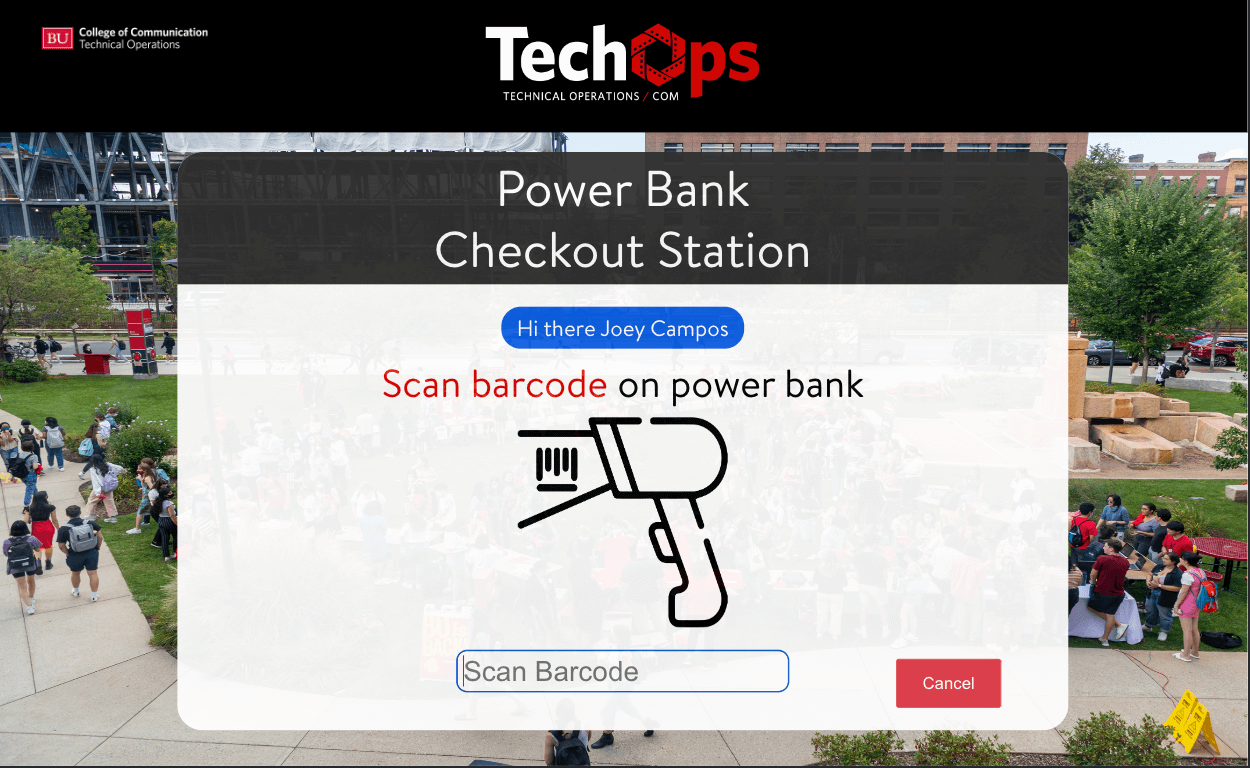 BU
College of Communication
Technical Operations
TechOps
TECHNICAL OPERATIONS / COM
Power Bank
Checkout Station
Hi there Joey Campos
Scan barcode on power bank
Scan Barcode
Cancel